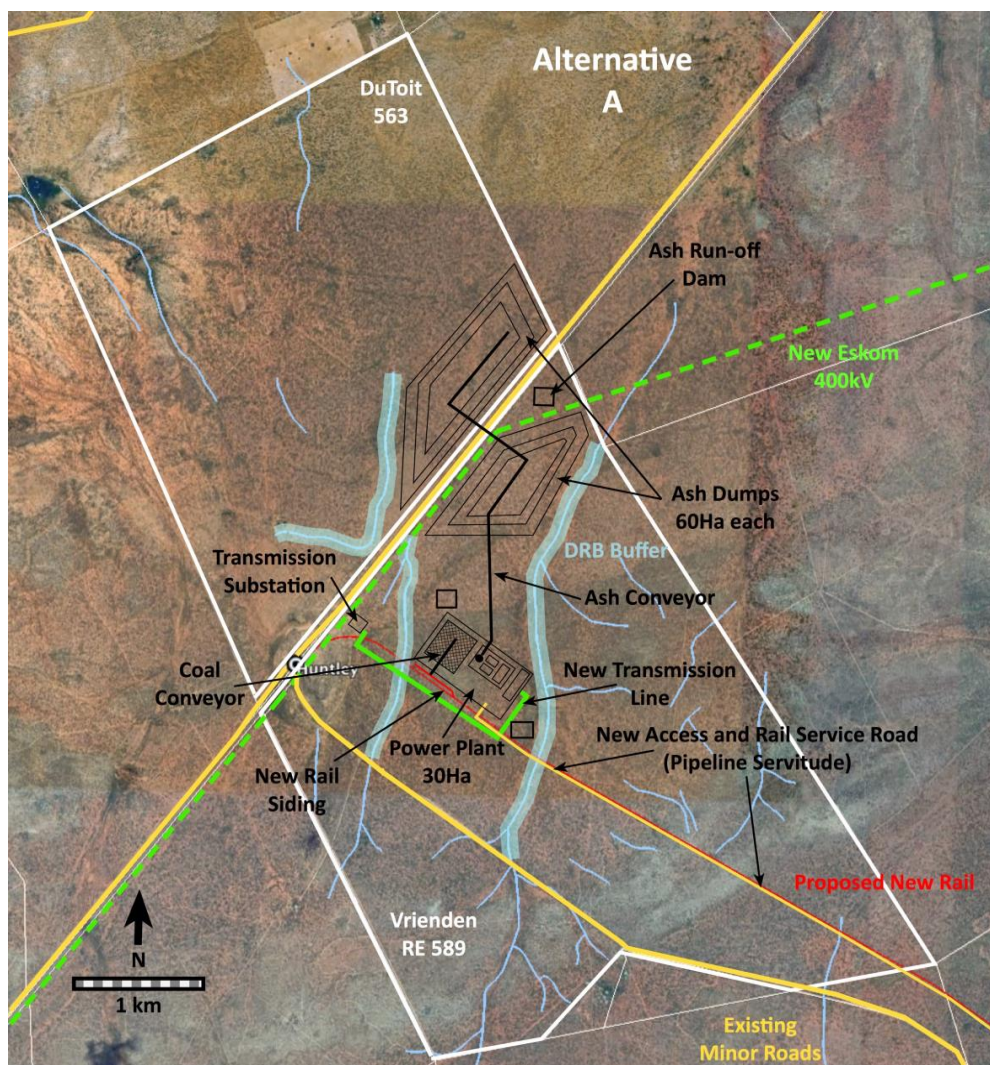 Alternative
A
DuToit
563
Ash Run-off
Dam
New Eskom
400kV
Ash Dumps
60Ha each
DRB Buffer
Transmission
Substation
Ash Conveyor
Huntley
Coal
Conveyor
New Transmission
Line
Power Plant
30Ha
New Access and Rail Service Road
(Pipeline Servitude)
New Rail
Siding
Proposed New Rail
Vrienden
RE 589
N
1 km
Existing
Minor Roads